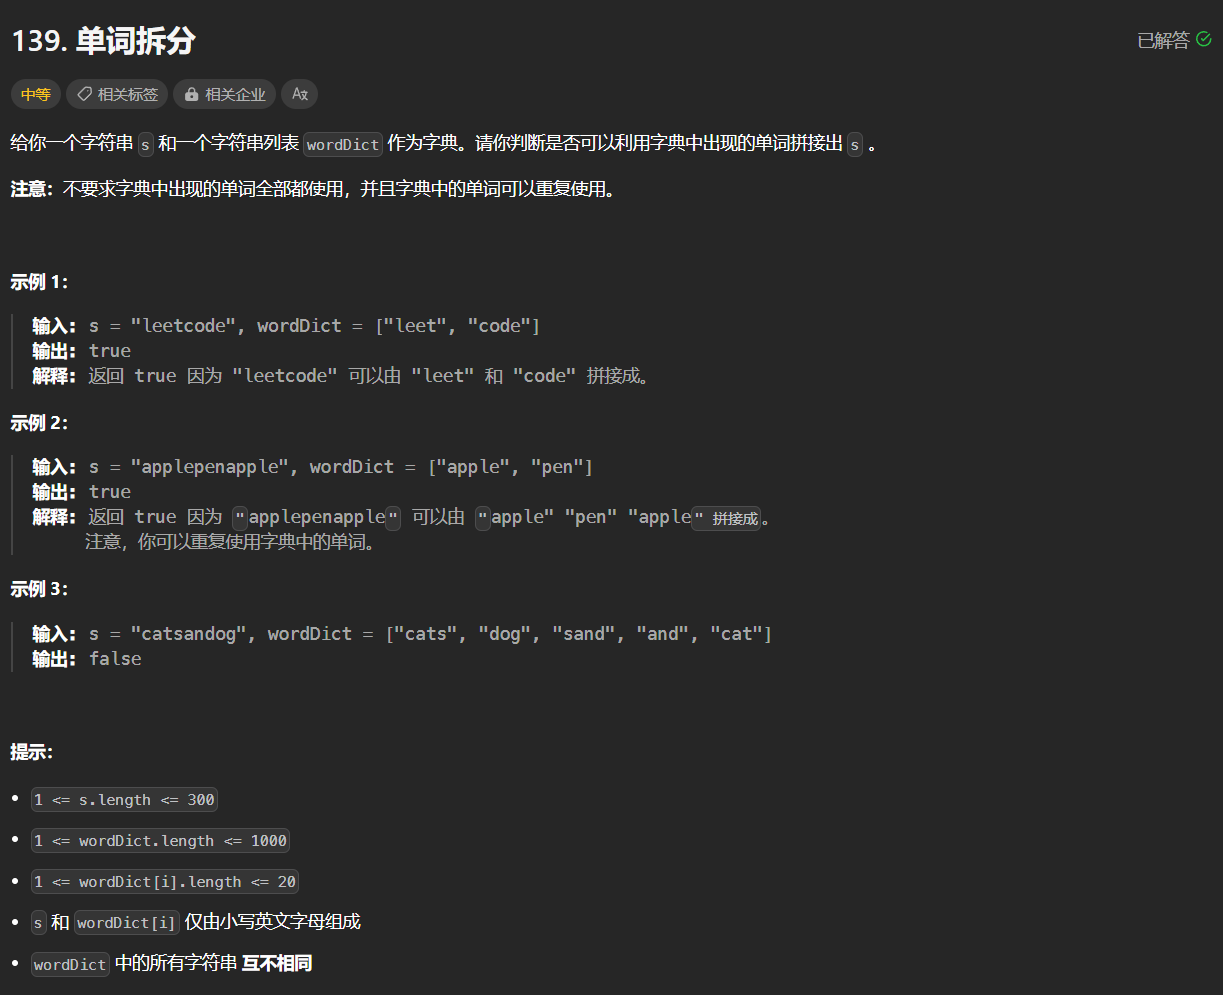 139. 单词拆分
已解答
中等 相关标签 相关企业
给你一个字符串 s 和一个字符串列表 wordDict 作为字典。请你判断是否可以利用字典中出现的单词拼接出 s 。
注意：不要求字典中出现的单词全部都使用，并且字典中的单词可以重复使用。
示例 1：
输入: s = "leetcode", wordDict = ["leet", "code"]
输出: true
解释: 返回 true 因为 "leetcode" 可以由 "leet" 和 "code" 拼接成。
示例 2：
输入: s = "applepenapple", wordDict = ["apple", "pen"]
输出: true
解释: 返回 true 因为 "applepenapple" 可以由 "apple" "pen" "apple" 拼接成。
注意，你可以重复使用字典中的单词。
示例 3：
输入: s = "catsandog", wordDict = ["cats", "dog", "sand", "and", "cat"]
输出: false
提示：
• 1 <= s.length <= 300
• 1 <= wordDict.length <= 1000
• 1 <= wordDict[i].length <= 20
• s 和 wordDict[i] 仅由小写英文字母组成
• wordDict 中的所有字符串 互不相同